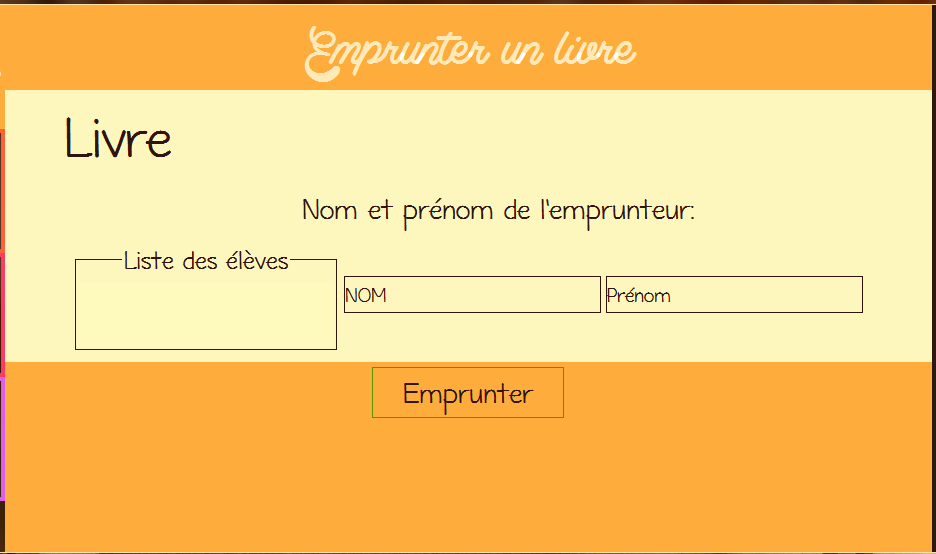 Emprunter un livre
Livre
Nom et prénom de l'emprunteur:
Liste des élèves
NOM
Prénom
Emprunter